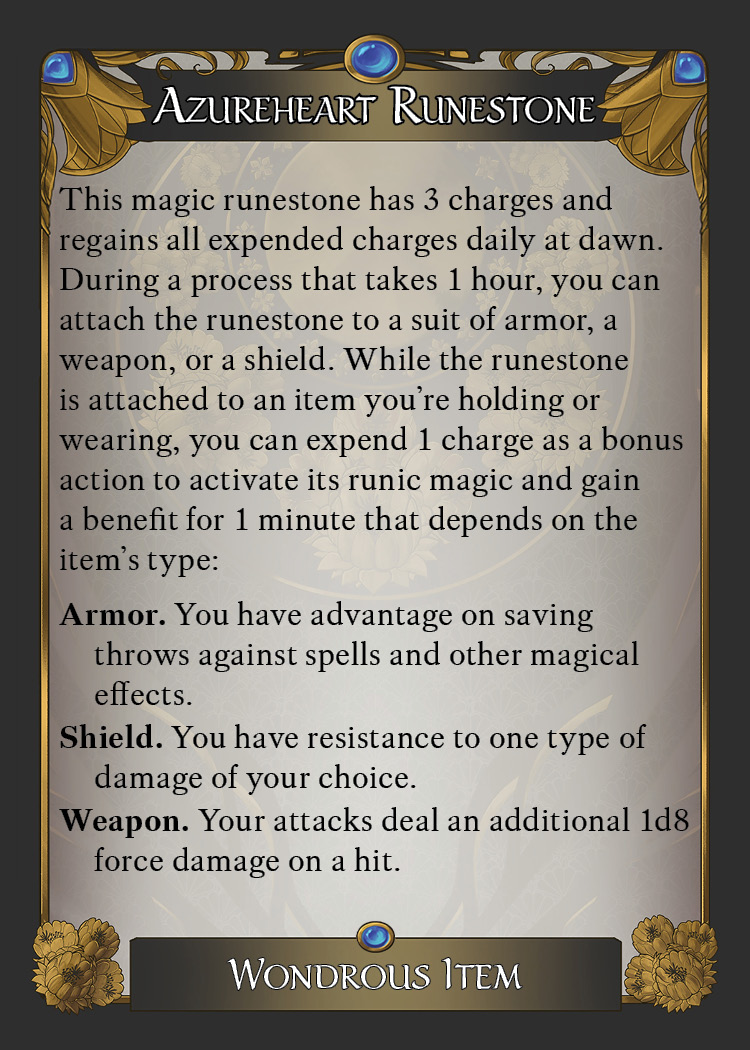 Azureheart Runestone
This magic runestone has 3 charges and
regains all expended charges daily at dawn.
During a process that takes 1 hour, you can
attach the runestone to a suit of armor, a
weapon, or a shield. While the runestone
is attached to an item you’re holding or
wearing, you can expend 1 charge as a bonus
action to activate its runic magic and gain
a benefit for 1 minute that depends on the
item’s type:
Armor. You have advantage on saving
throws against spells and other magical
effects.
Shield. You have resistance to one type of
damage of your choice.
Weapon. Your attacks deal an additional 1d8
force damage on a hit.
Wondrous Item